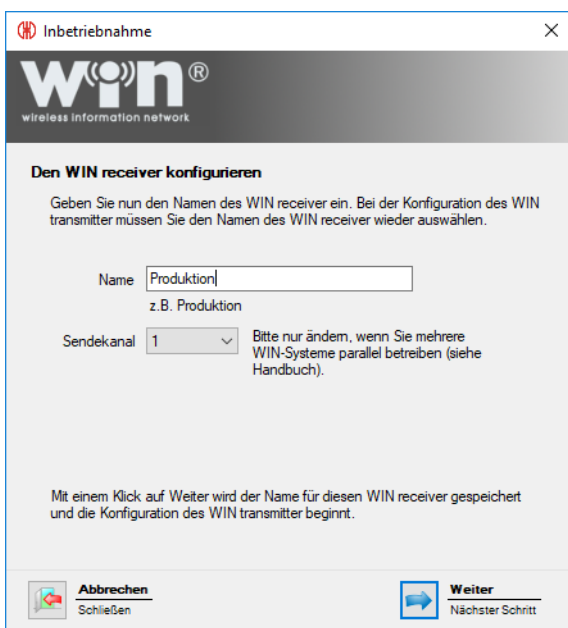 Inbetriebnahme
WIN®
wireless information network
Den WIN receiver konfigurieren
Geben Sie nun den Namen des WIN receiver ein. Bei der Konfiguration des WIN
transmitter müssen Sie den Namen des WIN receiver wieder auswählen.
Name Produktion
z.B. Produktion
Sendekanal 1 Bitte nur ändern, wenn Sie mehrere
WIN-Systeme parallel betreiben (siehe
Handbuch).
Mit einem Klick auf Weiter wird der Name für diesen WIN receiver gespeichert
und die Konfiguration des WIN transmitter beginnt.
Abbrechen Weiter
Schließen Nächster Schritt